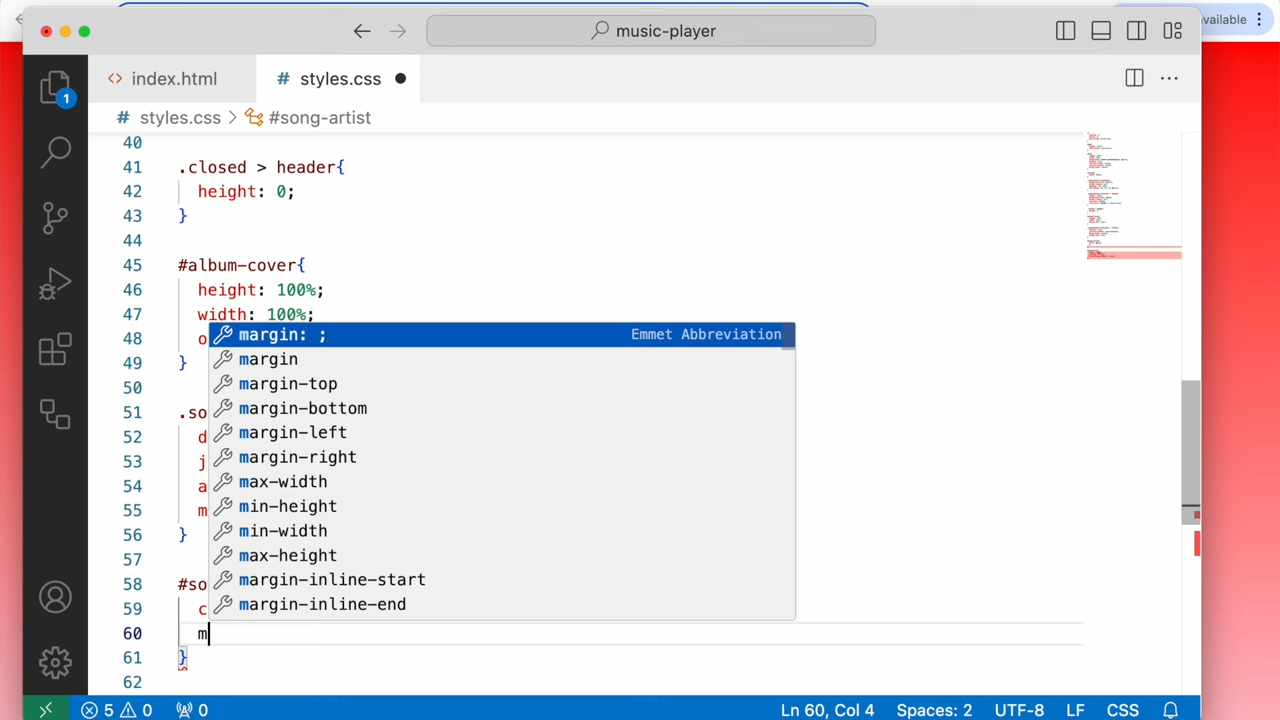 vailable
music-player
index.html
# styles.css
1
# styles.css > #song-artist
40
41 .closed > header{
42 height: 0;
43 }
44
45 #album-cover{
46 height: 100%;
47 width: 100%;
48 o
49 }
50
51 .so
52 d
53 j
54 a
55 m
56 }
57
58 #so
59 c
60 m
61 }
62
margin: ; Emmet Abbreviation
margin
margin-top
margin-bottom
margin-left
margin-right
max-width
min-height
min-width
max-height
margin-inline-start
margin-inline-end
5 0 0 Ln 60, Col 4 Spaces: 2 UTF-8 LF CSS